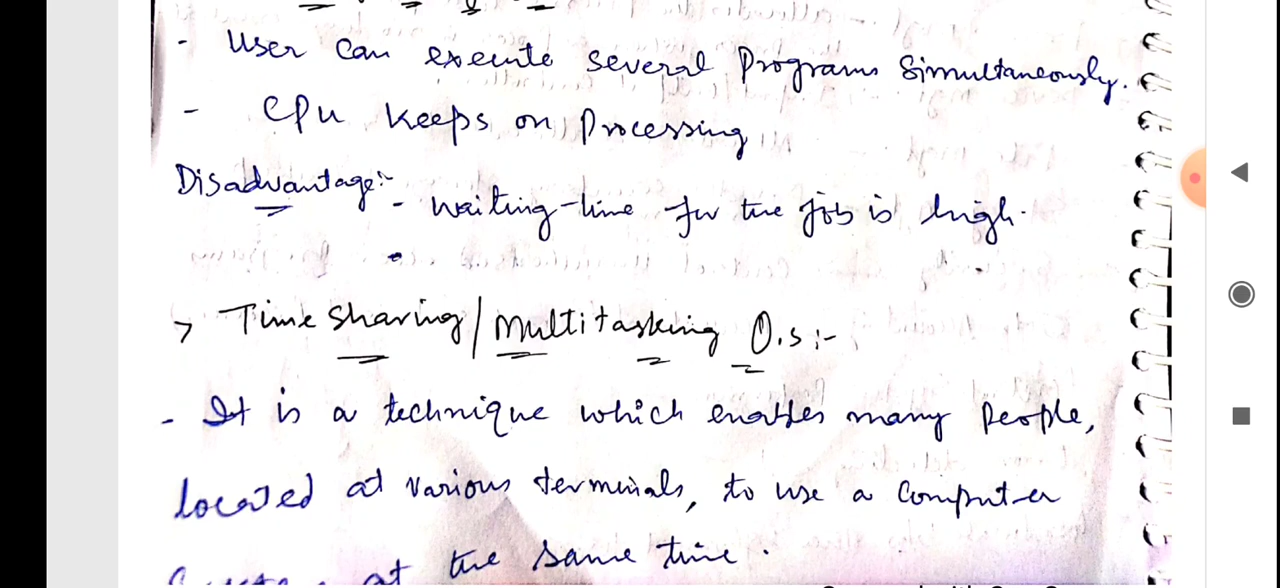 - User can execute several programs simultaneously.
- CPU keeps on processing
Disadvantage:-
- Waiting-time for the job is high.
> Time sharing/Multitasking O.S:-
- It is a technique which enables many people,
located at various terminals, to use a computer
at the same time.